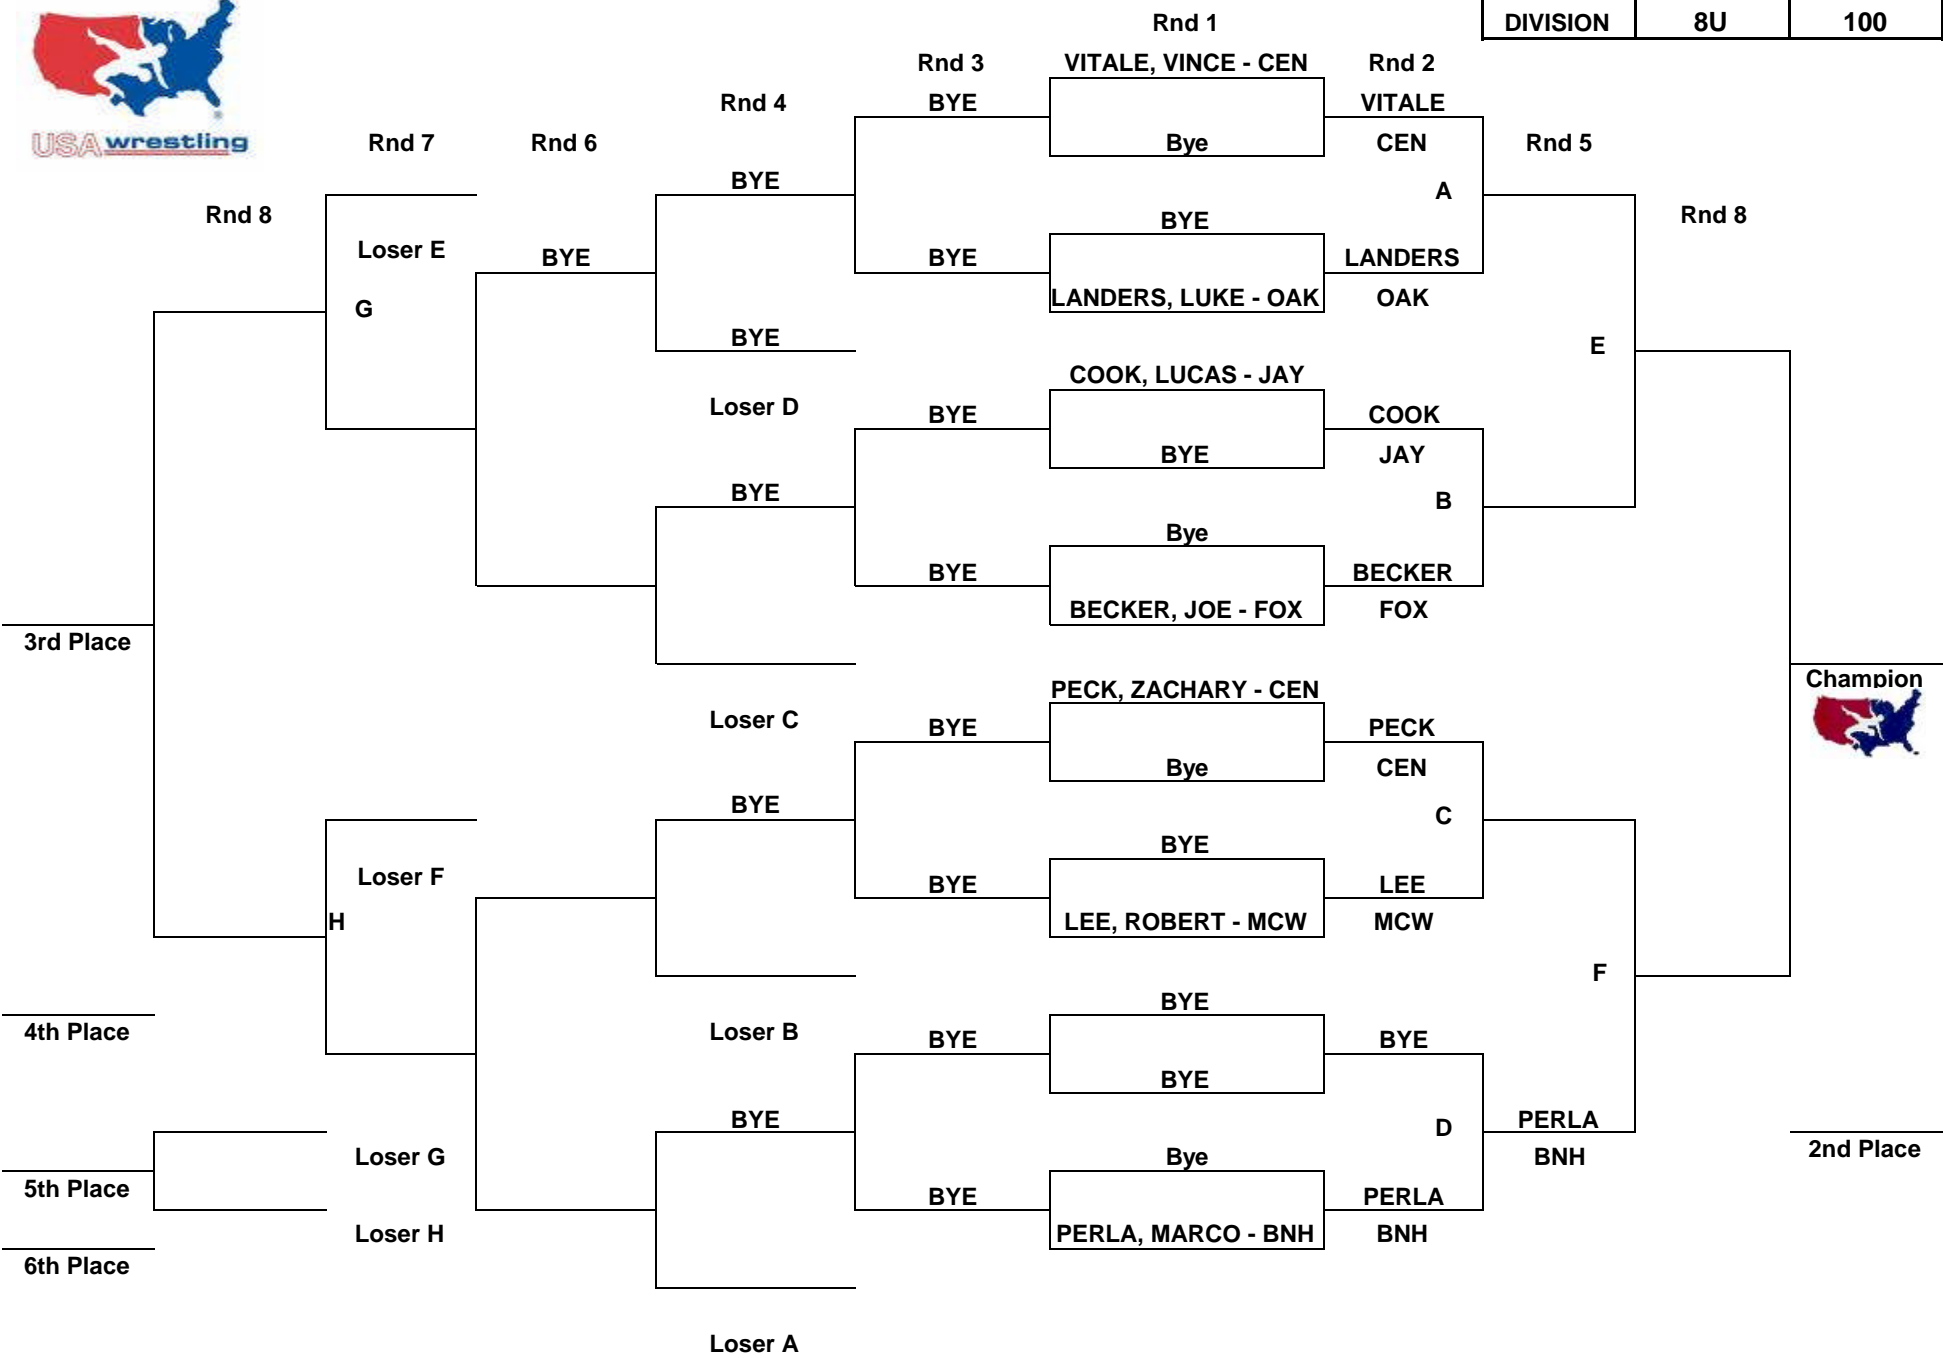 Rnd 1
DIVISION 8U 100
Rnd 3 VITALE, VINCE - CEN Rnd 2
Rnd 4 BYE VITALE
USA wrestling Rnd 7 Rnd 6 Bye CEN Rnd 5
BYE A
Rnd 8 BYE Rnd 8
Loser E BYE BYE LANDERS
G LANDERS, LUKE - OAK OAK
BYE E
COOK, LUCAS - JAY
Loser D BYE COOK
BYE JAY
BYE B
Bye
BYE BECKER
BECKER, JOE - FOX FOX
3rd Place
PECK, ZACHARY - CEN Champion
Loser C BYE PECK
Bye CEN
BYE C
BYE
Loser F BYE LEE
H LEE, ROBERT - MCW MCW
F
BYE
4th Place Loser B BYE BYE
BYE
BYE D PERLA
Loser G Bye BNH 2nd Place
5th Place BYE PERLA
Loser H PERLA, MARCO - BNH BNH
6th Place
Loser A